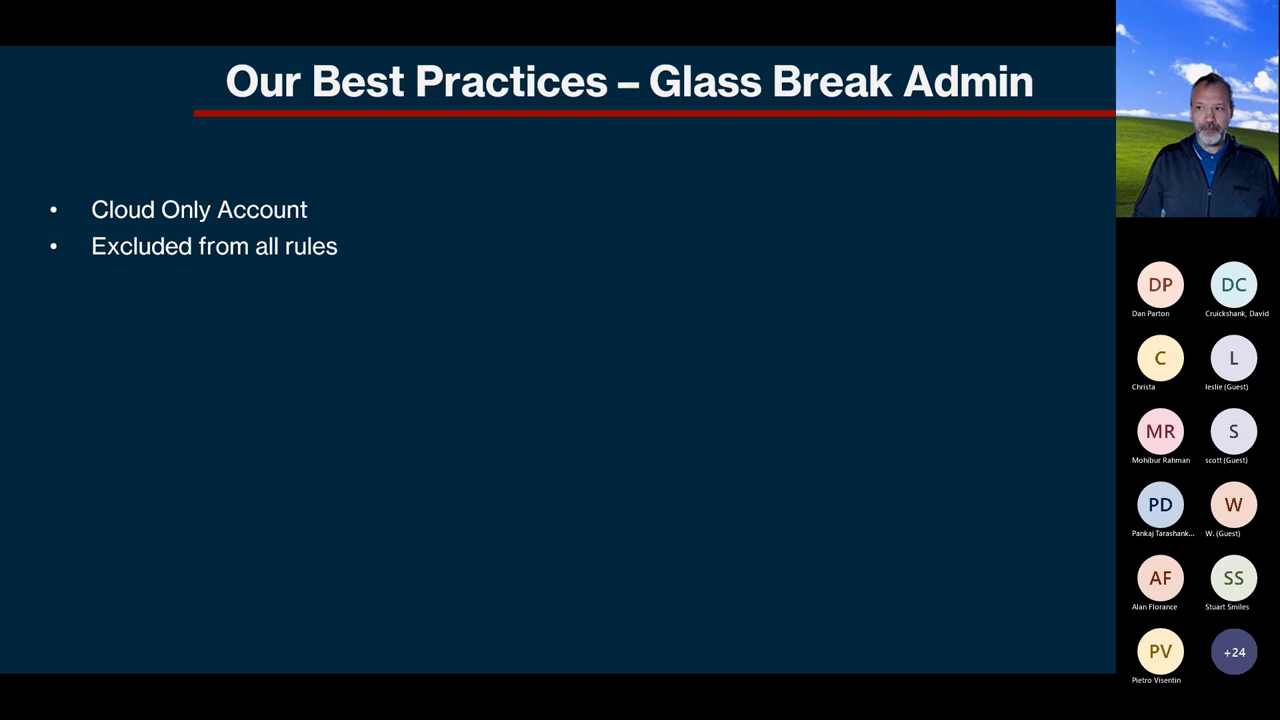 Our Best Practices – Glass Break Admin
• Cloud Only Account
• Excluded from all rules
DP
Dan Parton
DC
Cruickshank, David
C
Christa
L
leslie (Guest)
MR
Mohibur Rahman
S
scott (Guest)
PD
Pankaj Tarashank...
W
W. (Guest)
AF
Alan Florance
SS
Stuart Smiles
PV
Pietro Visentin
+24